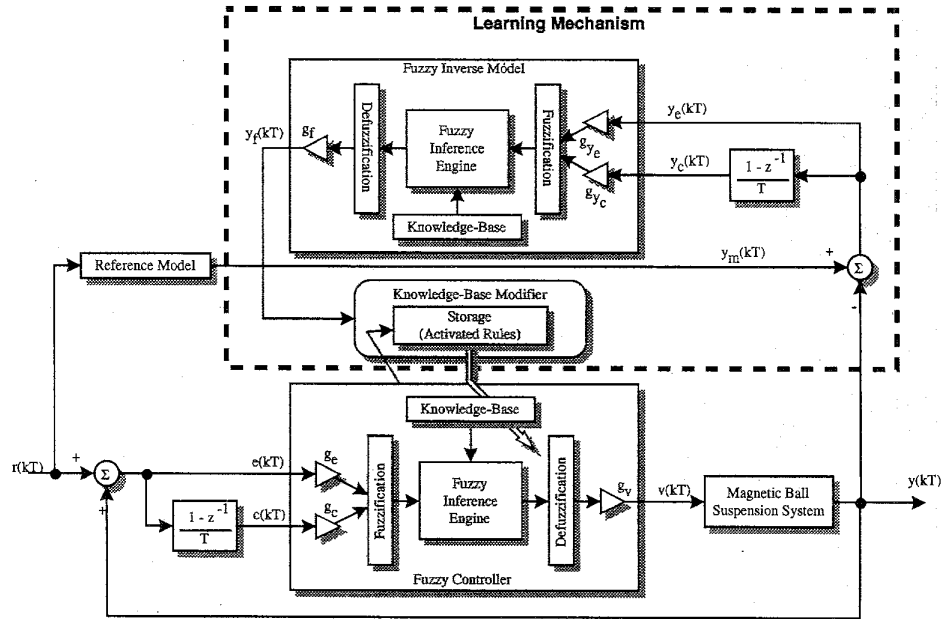 Learning Mechanism
Fuzzy Inverse Model
y_f(kT)
g_f
Defuzzification
Fuzzy
Inference
Engine
Fuzzification
g_y_e
g_y_c
y_e(kT)
y_c(kT)
1 - z^-1
T
Knowledge-Base
Reference Model
y_m(kT)
+
Σ
-
Knowledge-Base Modifier
Storage
(Activated Rules)
Knowledge-Base
r(kT)
+
Σ
+
e(kT)
g_e
1 - z^-1
T
c(kT)
g_c
Fuzzification
Fuzzy
Inference
Engine
Defuzzification
g_v
v(kT)
Magnetic Ball
Suspension System
y(kT)
Fuzzy Controller